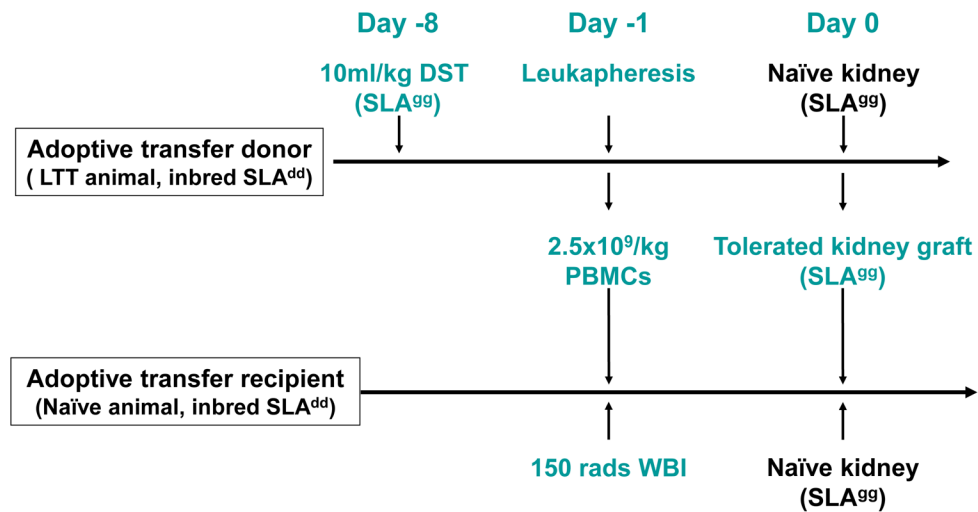 Day -8
Day -1
Day 0
10ml/kg DST
(SLAᵍᵍ)
Leukapheresis
Naïve kidney
(SLAᵍᵍ)
Adoptive transfer donor
( LTT animal, inbred SLAᵈᵈ)
2.5x10⁹/kg
PBMCs
Tolerated kidney graft
(SLAᵍᵍ)
Adoptive transfer recipient
(Naïve animal, inbred SLAᵈᵈ)
150 rads WBI
Naïve kidney
(SLAᵍᵍ)